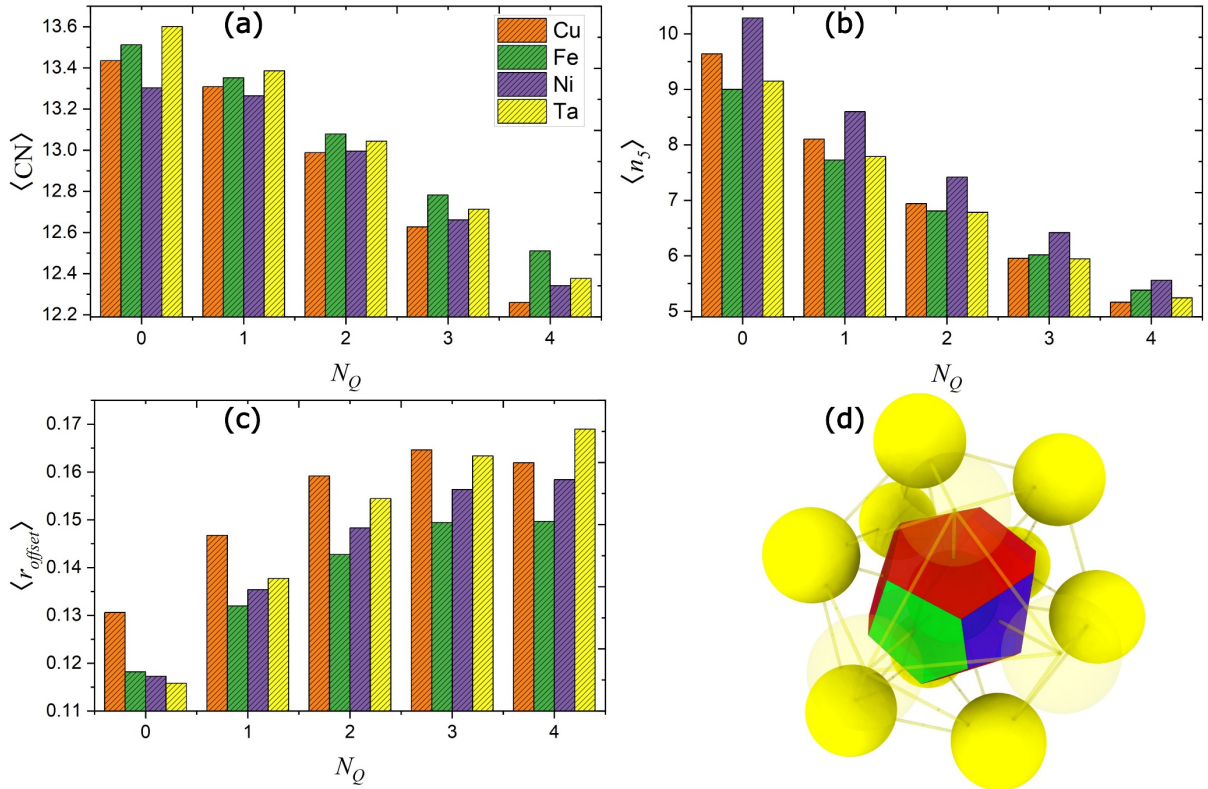 (a)
Cu
Fe
Ni
Ta
13.6
13.4
13.2
13.0
12.8
12.6
12.4
12.2
⟨CN⟩
0 1 2 3 4
N_Q
(b)
10
9
8
7
6
5
⟨n_5⟩
0 1 2 3 4
N_Q
(c)
0.17
0.16
0.15
0.14
0.13
0.12
0.11
⟨r_offset⟩
0 1 2 3 4
N_Q
(d)